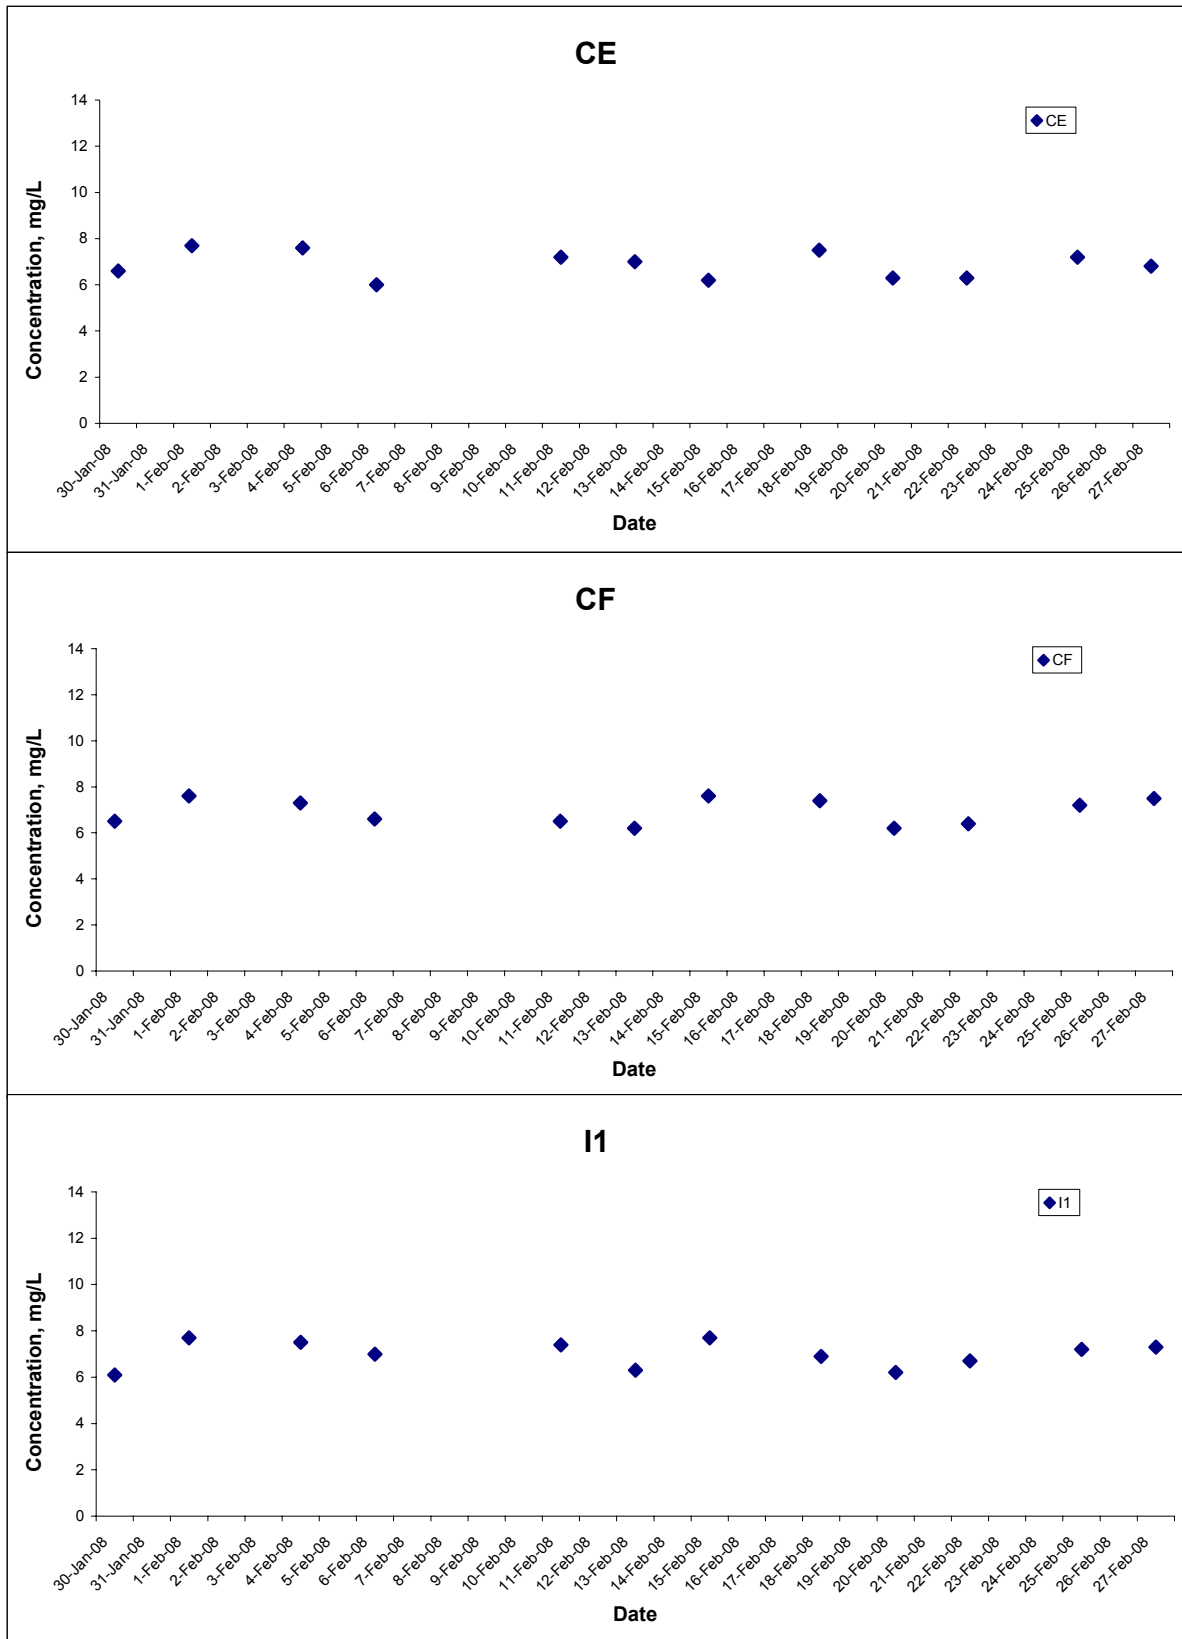 CE
CE
14
12
10
8
6
4
2
0
Concentration, mg/L
30-Jan-08
31-Jan-08
1-Feb-08
2-Feb-08
3-Feb-08
4-Feb-08
5-Feb-08
6-Feb-08
7-Feb-08
8-Feb-08
9-Feb-08
10-Feb-08
11-Feb-08
12-Feb-08
13-Feb-08
14-Feb-08
15-Feb-08
16-Feb-08
17-Feb-08
18-Feb-08
19-Feb-08
20-Feb-08
21-Feb-08
22-Feb-08
23-Feb-08
24-Feb-08
25-Feb-08
26-Feb-08
27-Feb-08
Date
CF
CF
14
12
10
8
6
4
2
0
Concentration, mg/L
30-Jan-08
31-Jan-08
1-Feb-08
2-Feb-08
3-Feb-08
4-Feb-08
5-Feb-08
6-Feb-08
7-Feb-08
8-Feb-08
9-Feb-08
10-Feb-08
11-Feb-08
12-Feb-08
13-Feb-08
14-Feb-08
15-Feb-08
16-Feb-08
17-Feb-08
18-Feb-08
19-Feb-08
20-Feb-08
21-Feb-08
22-Feb-08
23-Feb-08
24-Feb-08
25-Feb-08
26-Feb-08
27-Feb-08
Date
I1
I1
14
12
10
8
6
4
2
0
Concentration, mg/L
30-Jan-08
31-Jan-08
1-Feb-08
2-Feb-08
3-Feb-08
4-Feb-08
5-Feb-08
6-Feb-08
7-Feb-08
8-Feb-08
9-Feb-08
10-Feb-08
11-Feb-08
12-Feb-08
13-Feb-08
14-Feb-08
15-Feb-08
16-Feb-08
17-Feb-08
18-Feb-08
19-Feb-08
20-Feb-08
21-Feb-08
22-Feb-08
23-Feb-08
24-Feb-08
25-Feb-08
26-Feb-08
27-Feb-08
Date